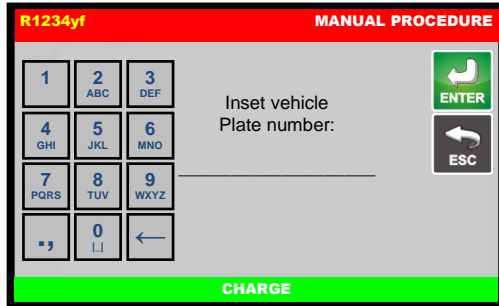 R1234yf MANUAL PROCEDURE
1 2 3
ABC DEF
4 5 6
GHI JKL MNO
7 8 9
PQRS TUV WXYZ
., 0 ←
Inset vehicle
Plate number:
ENTER
ESC
CHARGE